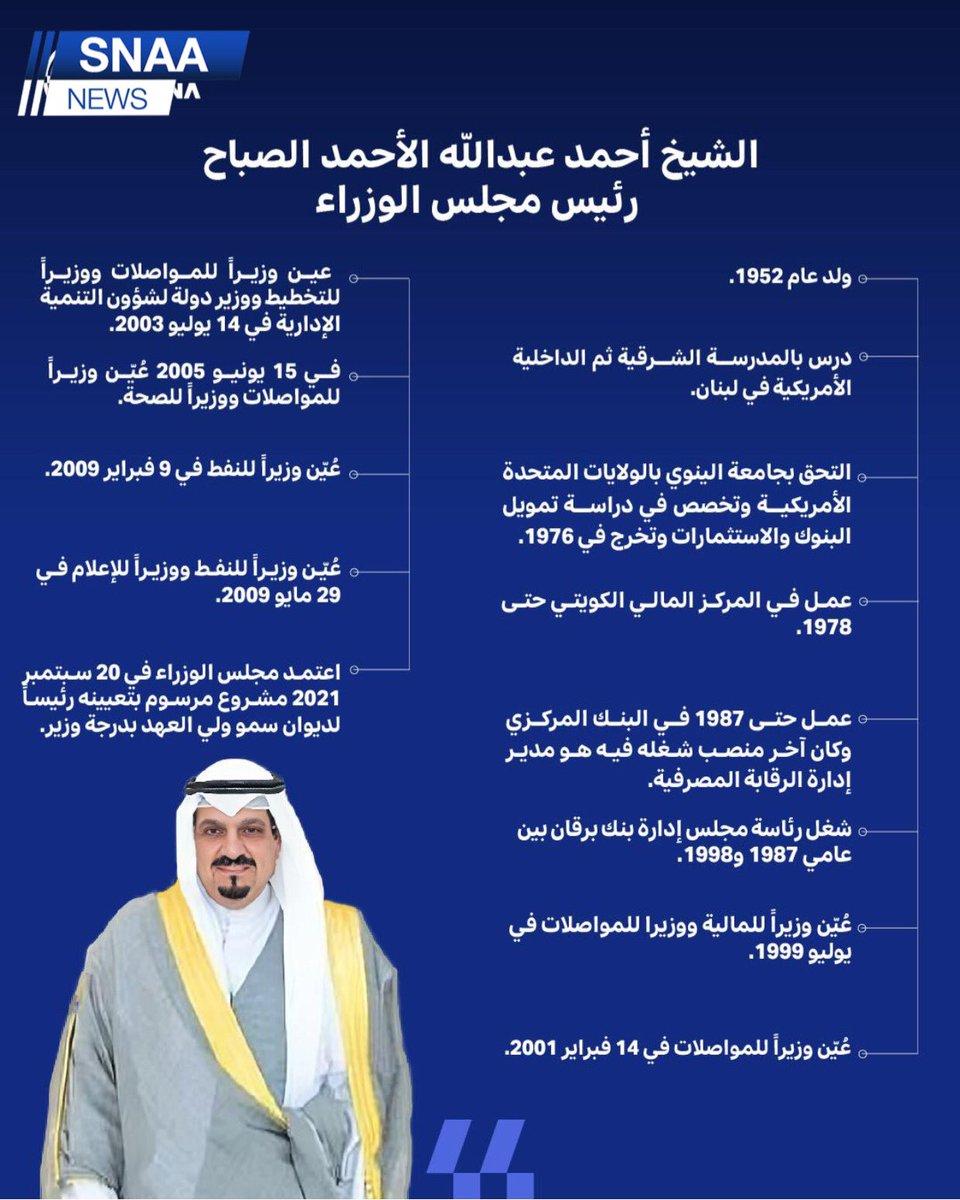 SNAA
NEWS
الشيخ أحمد عبدالله الأحمد الصباح
رئيس مجلس الوزراء
ولد عام 1952.
درس بالمدرسة الشرقية ثم الداخلية
الأمريكية في لبنان.
التحق بجامعة الينوي بالولايات المتحدة
الأمريكية وتخصص في دراسة تمويل
البنوك والاستثمارات وتخرج في 1976.
عمل في المركز المالي الكويتي حتى
1978.
عمل حتى 1987 في البنك المركزي
وكان آخر منصب شغله فيه هو مدير
إدارة الرقابة المصرفية.
شغل رئاسة مجلس إدارة بنك برقان بين
عامي 1987 و1998.
عُيّن وزيراً للمالية ووزيرا للمواصلات في
يوليو 1999.
عُيّن وزيراً للمواصلات في 14 فبراير 2001.
عين وزيراً للمواصلات ووزيراً
للتخطيط ووزير دولة لشؤون التنمية
الإدارية في 14 يوليو 2003.
في 15 يونيو 2005 عُيّن وزيراً
للمواصلات ووزيراً للصحة.
عُيّن وزيراً للنفط في 9 فبراير 2009.
عُيّن وزيراً للنفط ووزيراً للإعلام في
29 مايو 2009.
اعتمد مجلس الوزراء في 20 سبتمبر
2021 مشروع مرسوم بتعيينه رئيساً
لديوان سمو ولي العهد بدرجة وزير.